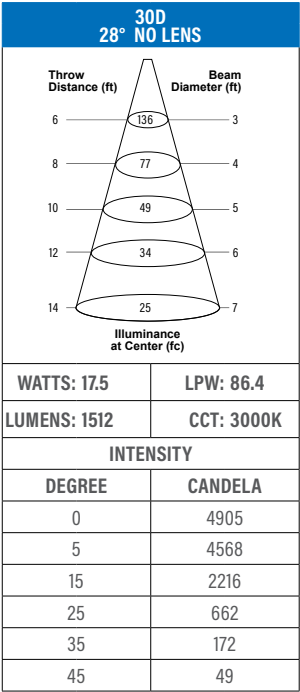 30D
28° NO LENS
Throw
Distance (ft)
Beam
Diameter (ft)
6 136 3
8 77 4
10 49 5
12 34 6
14 25 7
Illuminance
at Center (fc)
WATTS: 17.5 LPW: 86.4
LUMENS: 1512 CCT: 3000K
INTENSITY
DEGREE CANDELA
0 4905
5 4568
15 2216
25 662
35 172
45 49